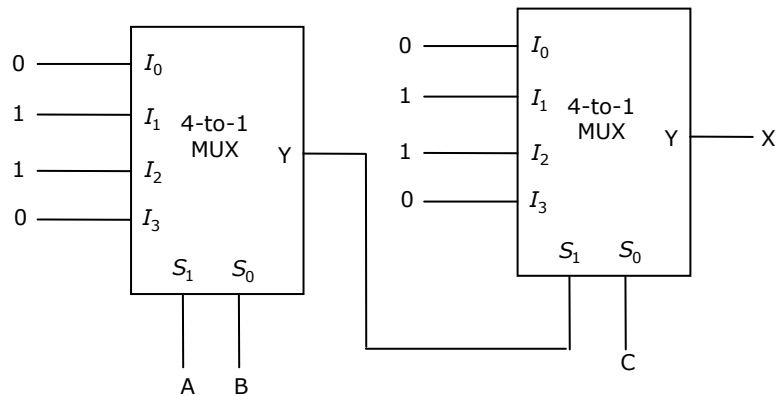 0 I₀
1 I₁
1 I₂
0 I₃
4-to-1
MUX
Y
S₁ S₀
A B
0 I₀
1 I₁
1 I₂
0 I₃
4-to-1
MUX
Y X
S₁ S₀
C